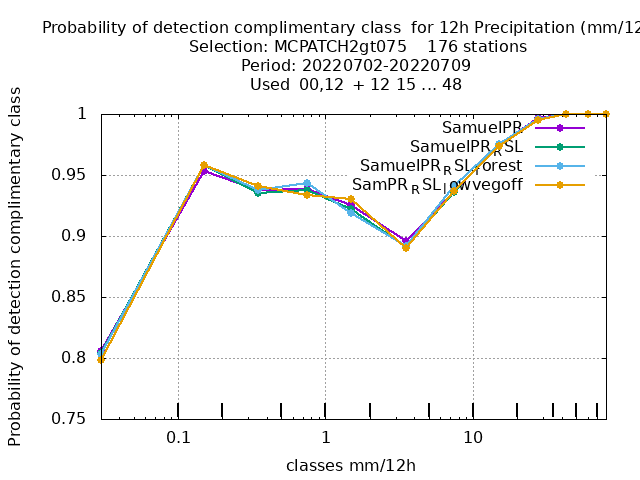 Probability of detection complimentary class  for 12h Precipitation (mm/12
Selection: MCPATCH2gt075    176 stations
Period: 20220702-20220709
Used  00,12  + 12 15 ... 48
Probability of detection complimentary class
1
0.95
0.9
0.85
0.8
0.75
SamuelPR
SamuelPR_RSL
SamuelPR_RSL_forest
SamPR_RSL_lowvegoff
0.1
1
10
classes mm/12h